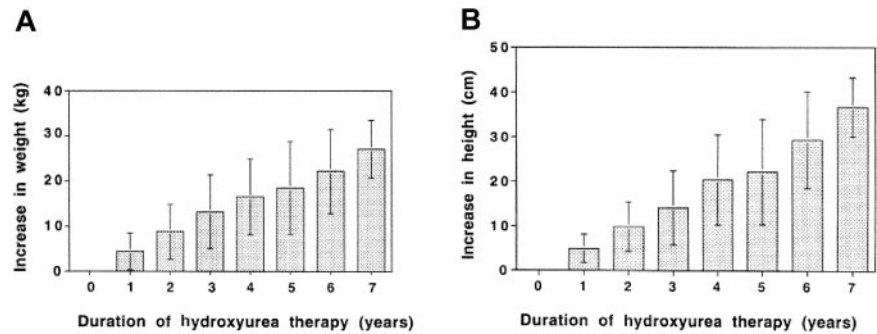 A
Increase in weight (kg)
40
30
20
10
0
0 1 2 3 4 5 6 7
Duration of hydroxyurea therapy (years)
B
Increase in height (cm)
50
40
30
20
10
0
0 1 2 3 4 5 6 7
Duration of hydroxyurea therapy (years)